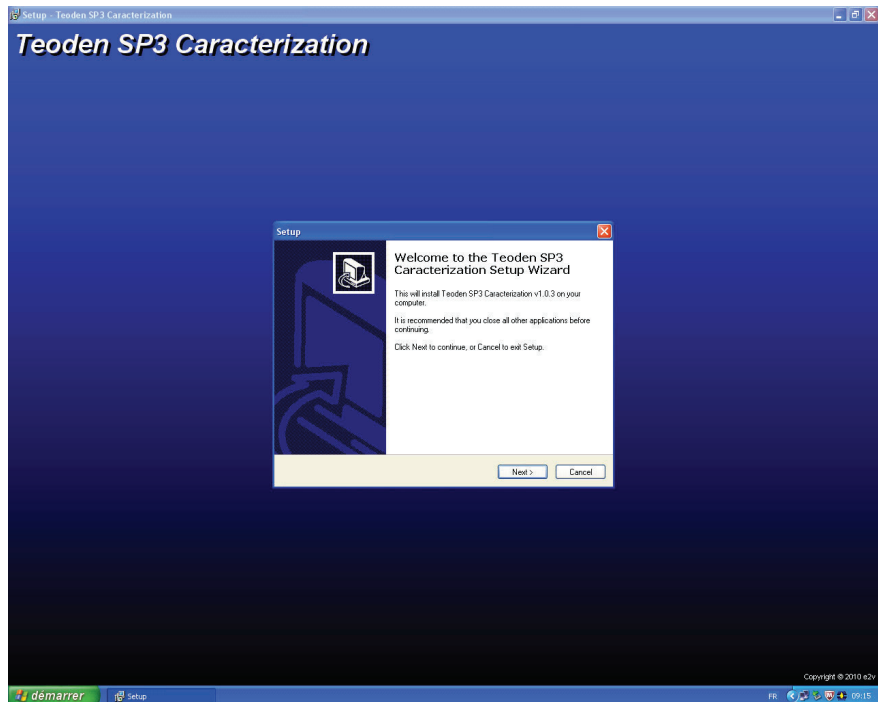 Setup - Teoden SP3 Caracterization
Teoden SP3 Caracterization
Setup
Welcome to the Teoden SP3
Caracterization Setup Wizard
This will install Teoden SP3 Caracterization v1.0.3 on your
computer.
It is recommended that you close all other applications before
continuing.
Click Next to continue, or Cancel to exit Setup.
Next >
Cancel
Copyright © 2010 e2v
démarrer
Setup
FR
09:15